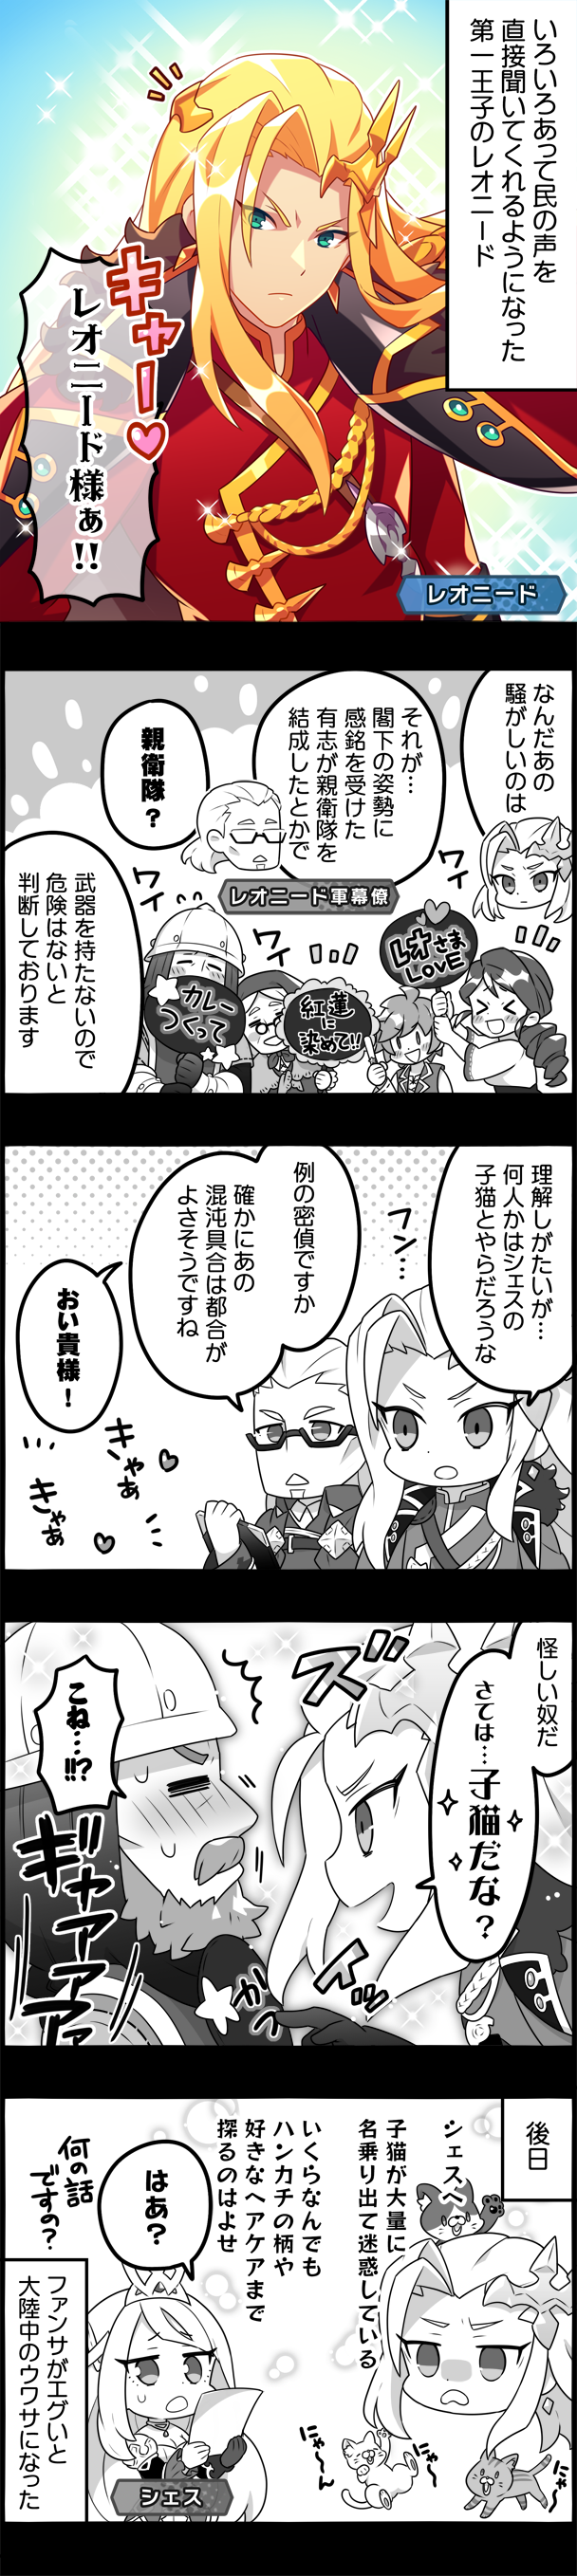 いろいろあって民の声を
直接聞いてくれるようになった
第一王子のレオニード
キャー♥
レオニード様ぁ!!
レオニード
なんだあの
騒がしいのは
それが…
閣下の姿勢に
感銘を受けた
有志が親衛隊を
結成したとかで
レオニード軍幕僚
親衛隊？
ワイ
ワイ
ワイ
レオさま
LOVE
紅蓮
に
染めて!!
カレー
つくって
武器を持たないので
危険はないと
判断しております
理解しがたいが…
何人かはシェスの
子猫とやらだろうな
フン…
例の密偵ですか
確かにあの
混沌具合は都合が
よさそうですね
おい貴様！
きゃあ
きゃあ
怪しい奴だ
さては…子猫だな？
ズズ
ズイ
かっ
こね…!!?
ギャアアアア
後日
シェスへ
子猫が大量に
名乗り出て迷惑している
いくらなんでも
ハンカチの柄や
好きなヘアケアまで
探るのはよせ
にゃ〜
にゃ〜
にゃ〜ん
はあ？
何の話
ですの？
シェス
ファンサがエグいと
大陸中のウワサになった